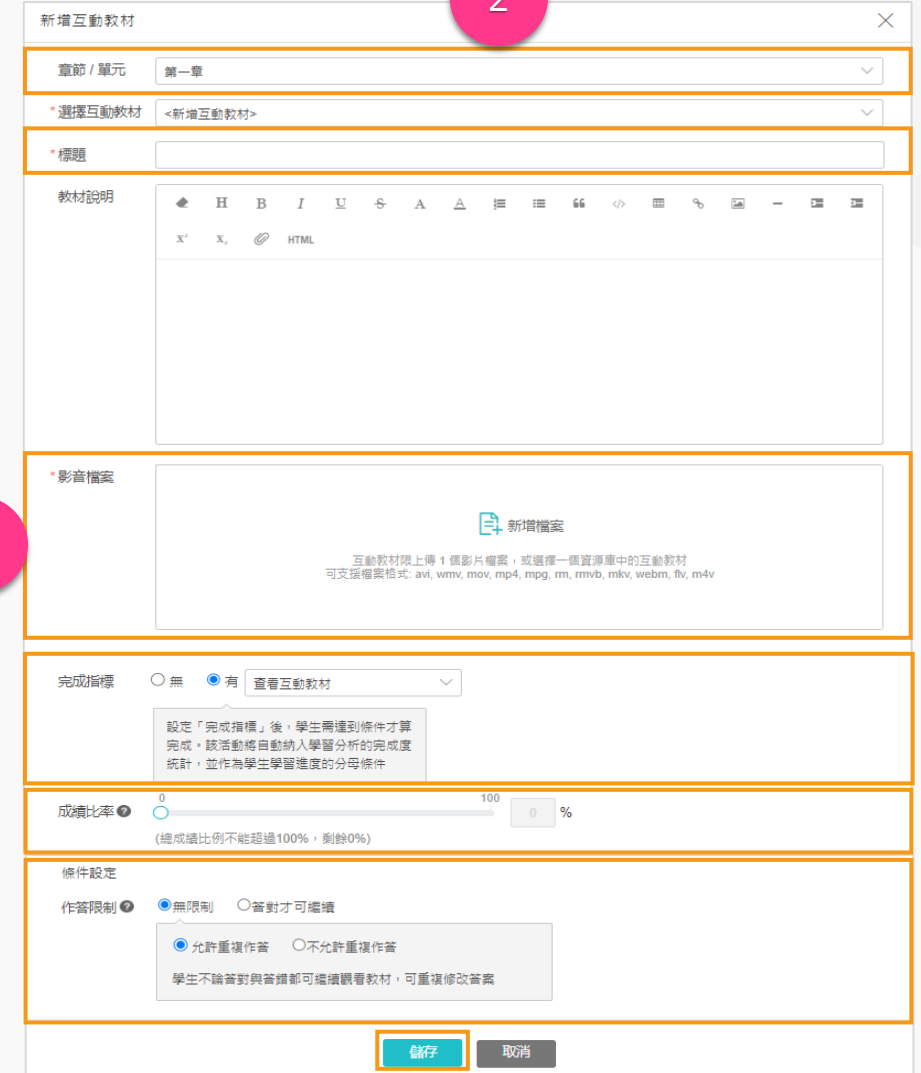 2
新增互動教材
章節 / 單元 第一章
*選擇互動教材 <新增互動教材>
*標題
教材說明
H B I U S A A </> X² X₂ HTML
*影音檔案
新增檔案
互動教材限上傳 1 個影片檔案，或選擇一個資源庫中的互動教材
可支援檔案格式: avi, wmv, mov, mp4, mpg, rm, rmvb, mkv, webm, flv, m4v
完成指標 無 有 查看互動教材
設定「完成指標」後，學生需達到條件才算
完成。該活動將自動納入學習分析的完成度
統計，並作為學生學習進度的分母條件
0 100
成績比率 0 %
(總成績比例不能超過100%，剩餘0%)
條件設定
作答限制 無限制 答對才可繼續
允許重複作答 不允許重複作答
學生不論答對與答錯都可繼續觀看教材，可重複修改答案
儲存 取消